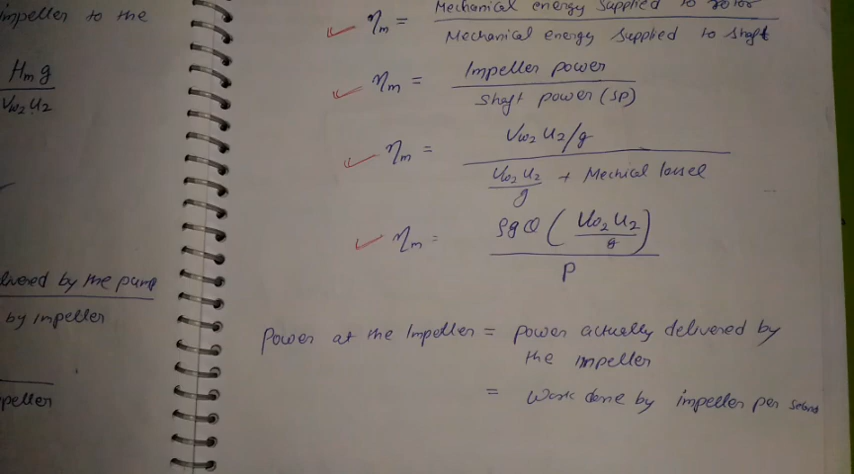 impeller to the
Hm g
Vw2 u2
livered by the pump
by impeller
peller
ηm = Mechanical energy supplied to rotor
Mechanical energy supplied to shaft
ηm = Impeller power
shaft power (SP)
ηm = Vw2 u2/g
Vw2 u2
g + Mechical losses
ηm = ρgQ ( Vw2 u2
g )
P
Power at the Impeller = power actually delivered by
the impeller
= work done by impeller per second